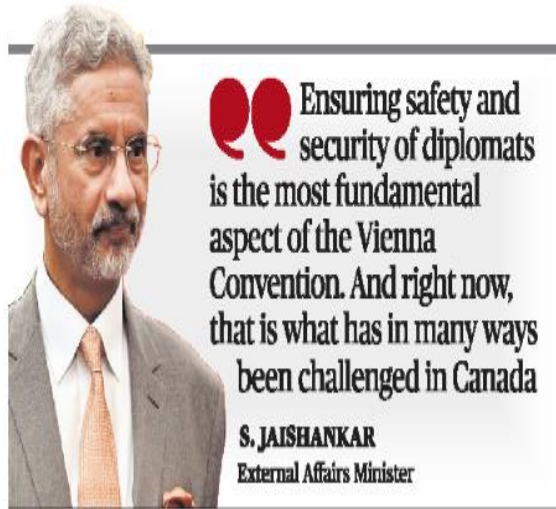 Ensuring safety and
security of diplomats
is the most fundamental
aspect of the Vienna
Convention. And right now,
that is what has in many ways
been challenged in Canada
S. JAISHANKAR
External Affairs Minister